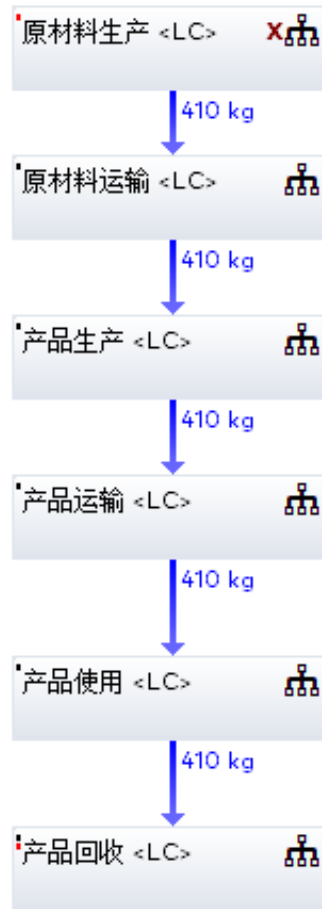 原材料生产 <LC> X
410 kg
原材料运输 <LC>
410 kg
产品生产 <LC>
410 kg
产品运输 <LC>
410 kg
产品使用 <LC>
410 kg
产品回收 <LC>